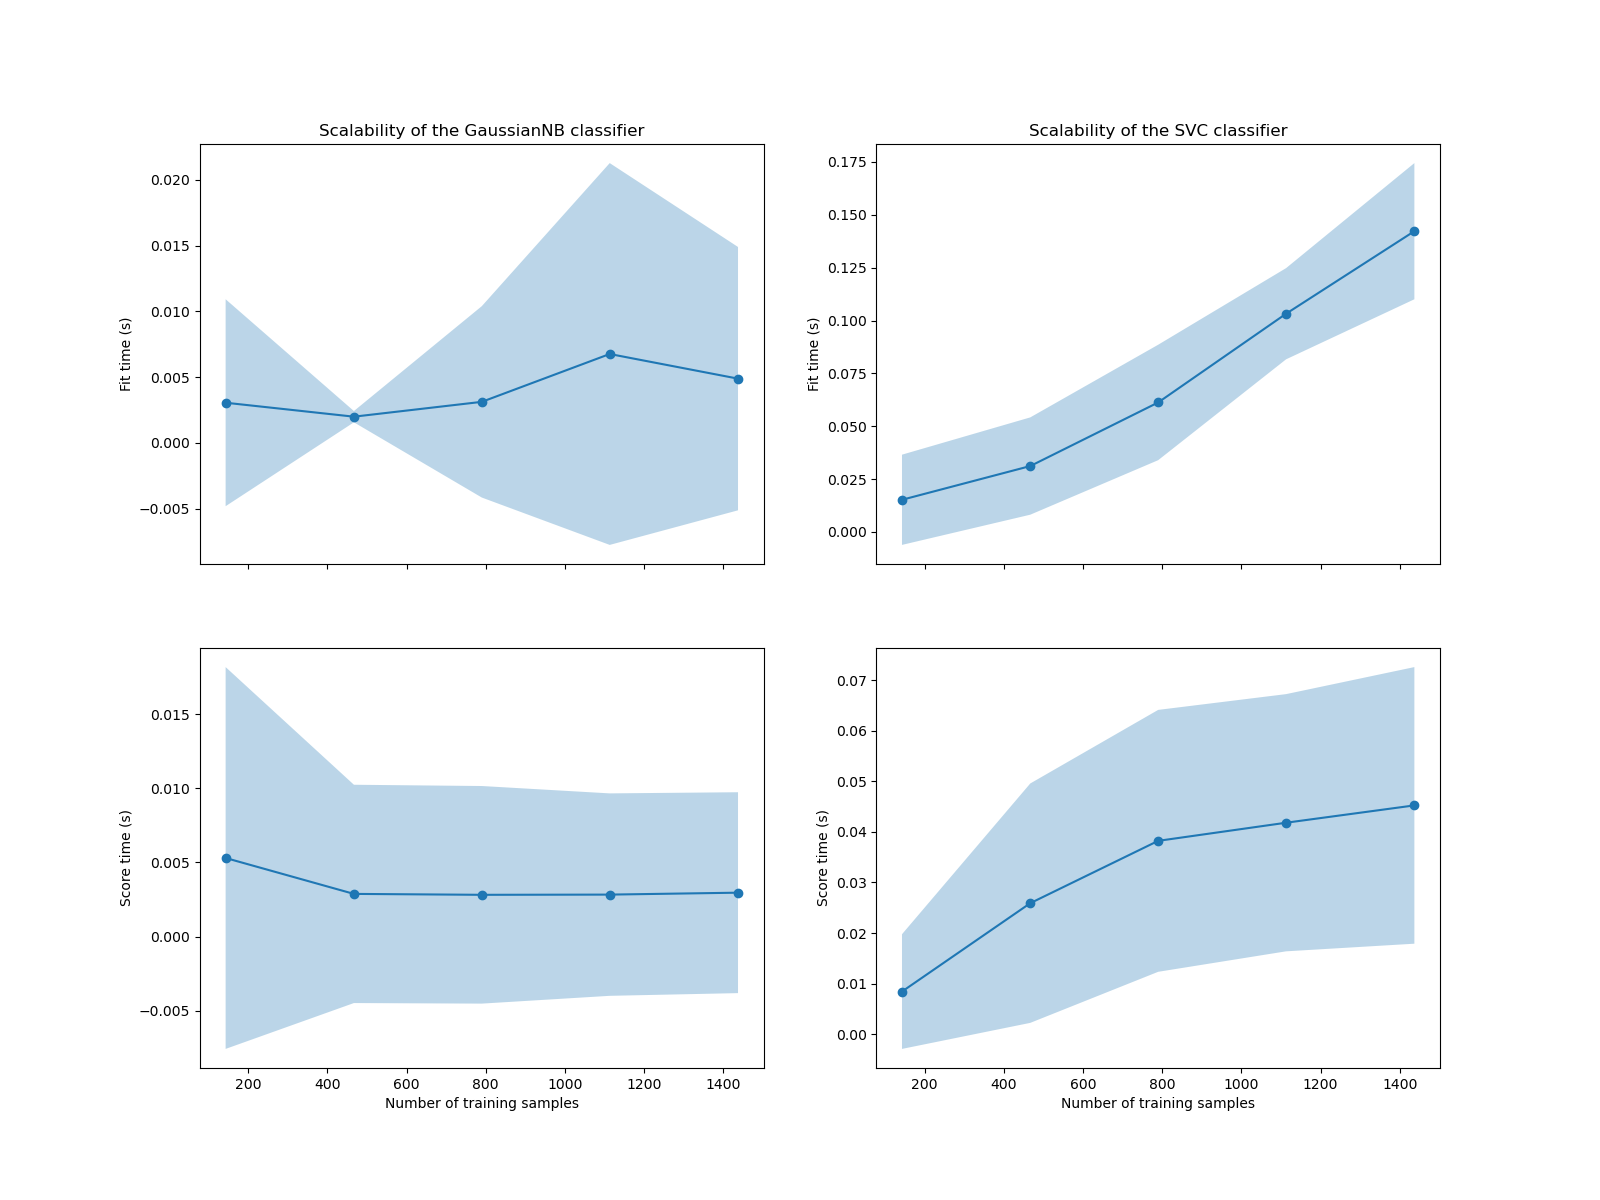 Scalability of the GaussianNB classifier
Fit time (s)
0.020
0.015
0.010
0.005
0.000
−0.005
Scalability of the SVC classifier
Fit time (s)
0.175
0.150
0.125
0.100
0.075
0.050
0.025
0.000
Score time (s)
0.015
0.010
0.005
0.000
−0.005
200 400 600 800 1000 1200 1400
Number of training samples
Score time (s)
0.07
0.06
0.05
0.04
0.03
0.02
0.01
0.00
200 400 600 800 1000 1200 1400
Number of training samples